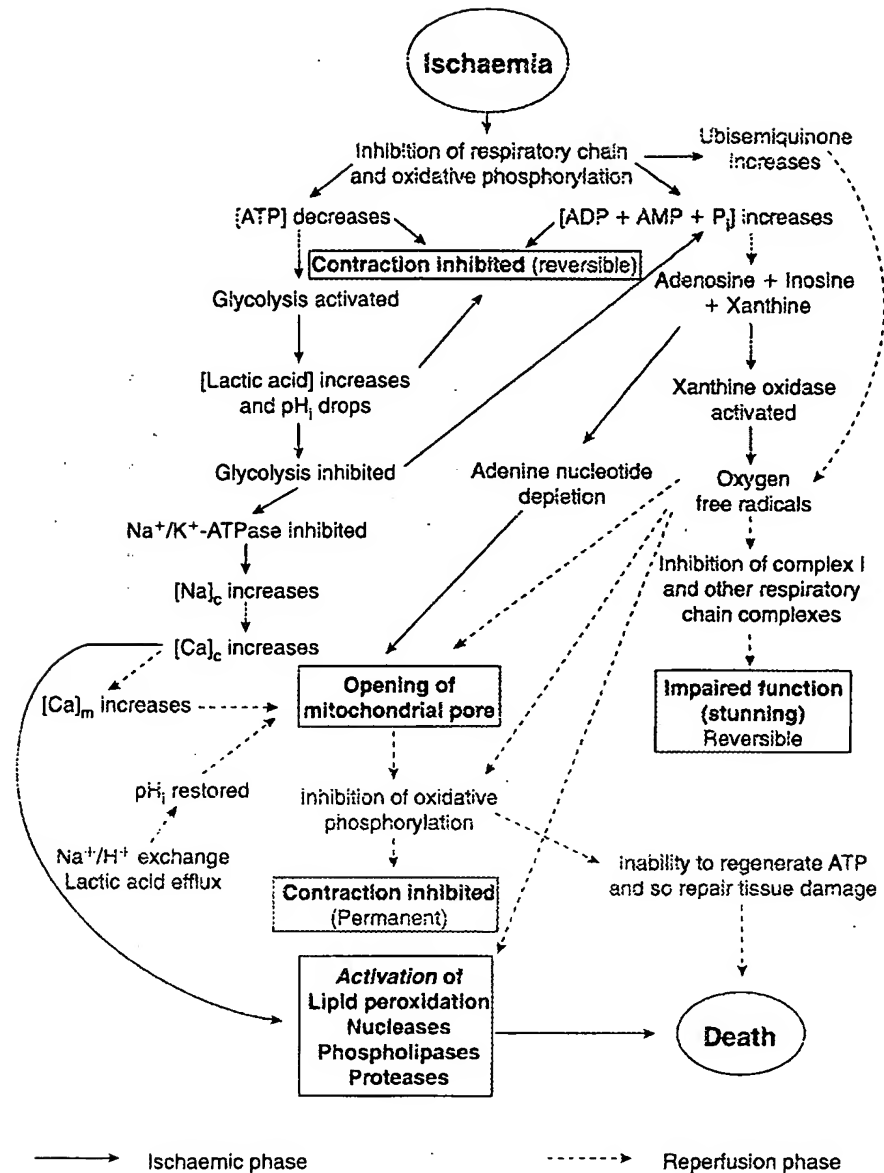 Ischaemia
Inhibition of respiratory chain
and oxidative phosphorylation
Ubisemiquinone
increases
[ATP] decreases
[ADP + AMP + Pi] increases
Contraction inhibited (reversible)
Glycolysis activated
Adenosine + Inosine
+ Xanthine
[Lactic acid] increases
and pHi drops
Xanthine oxidase
activated
Glycolysis inhibited
Adenine nucleotide
depletion
Oxygen
free radicals
Na+/K+-ATPase inhibited
[Na]c increases
Inhibition of complex I
and other respiratory
chain complexes
[Ca]c increases
[Ca]m increases
Opening of
mitochondrial pore
Impaired function
(stunning)
Reversible
pHi restored
Inhibition of oxidative
phosphorylation
Na+/H+ exchange
Lactic acid efflux
Inability to regenerate ATP
and so repair tissue damage
Contraction inhibited
(Permanent)
Activation of
Lipid peroxidation
Nucleases
Phospholipases
Proteases
Death
Ischaemic phase
Reperfusion phase